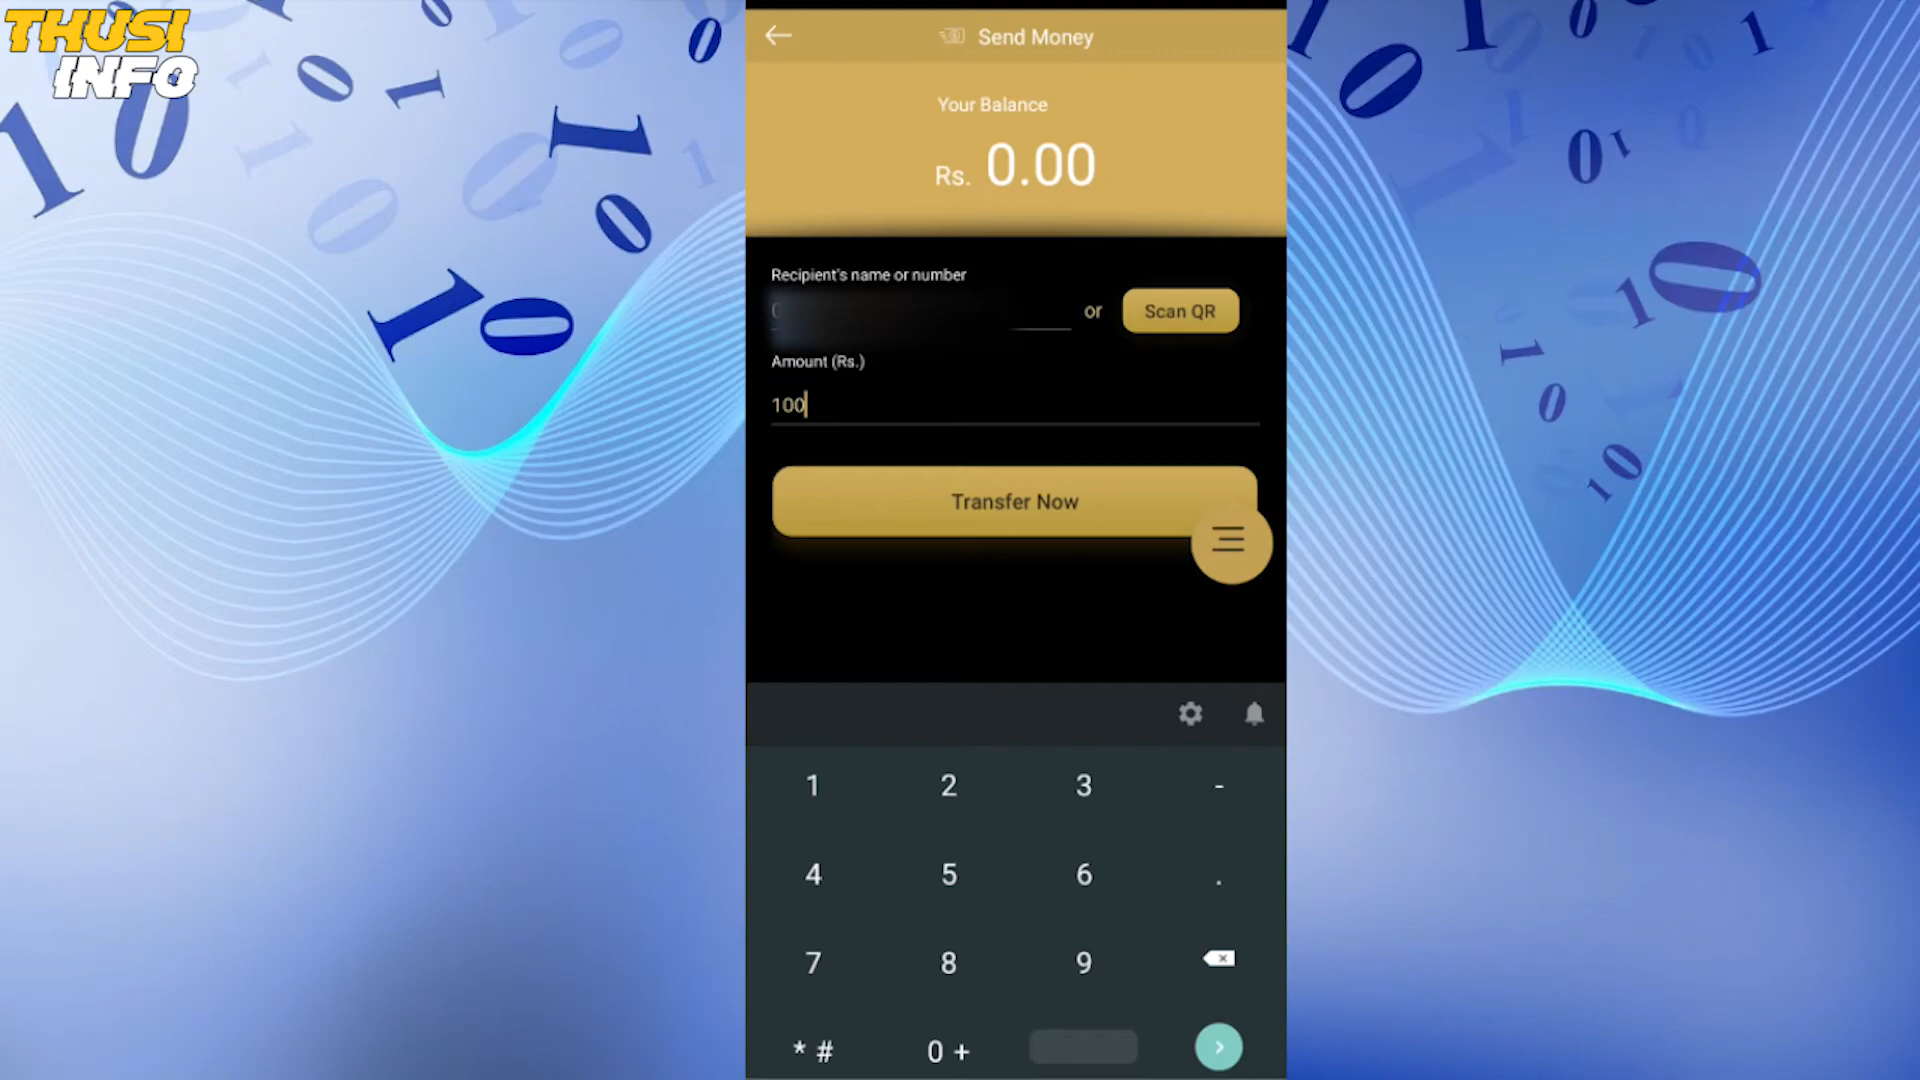 THUSI
INFO
Send Money
Your Balance
Rs. 0.00
Recipient's name or number
or
Scan QR
Amount (Rs.)
100
Transfer Now
1 2 3 -
4 5 6 .
7 8 9
* # 0 +